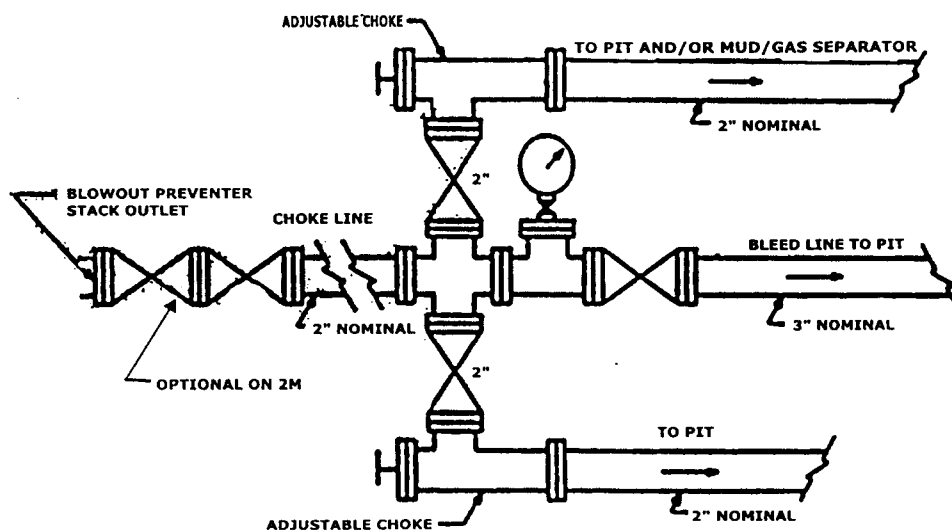 ADJUSTABLE CHOKE
TO PIT AND/OR MUD/GAS SEPARATOR
2" NOMINAL
BLOWOUT PREVENTER
STACK OUTLET
2"
CHOKE LINE
BLEED LINE TO PIT
2" NOMINAL
3" NOMINAL
OPTIONAL ON 2M
2"
TO PIT
2" NOMINAL
ADJUSTABLE CHOKE